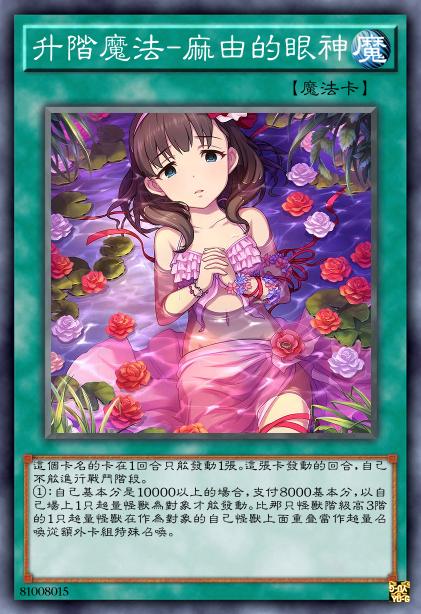 升階魔法-麻由的眼神
魔
【魔法卡】
這個卡名的卡在1回合只能發動1張。這張卡發動的回合,自己
不能進行戰鬥階段。
①:自己基本分是10000以上的場合,支付8000基本分,以自
己場上1只超量怪獸為對象才能發動。比那只怪獸階級高3階
的1只超量怪獸在作為對象的自己怪獸上面重疊當作超量召
喚從額外卡組特殊召喚。
81008015